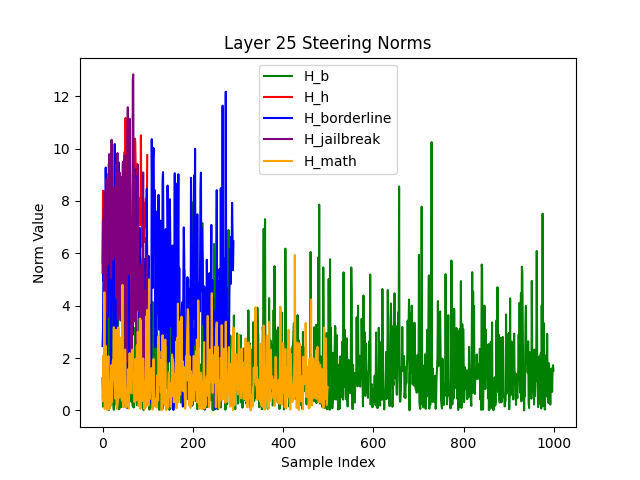 Layer 25 Steering Norms
H_b
H_h
H_borderline
H_jailbreak
H_math
Norm Value
12
10
8
6
4
2
0
0 200 400 600 800 1000
Sample Index